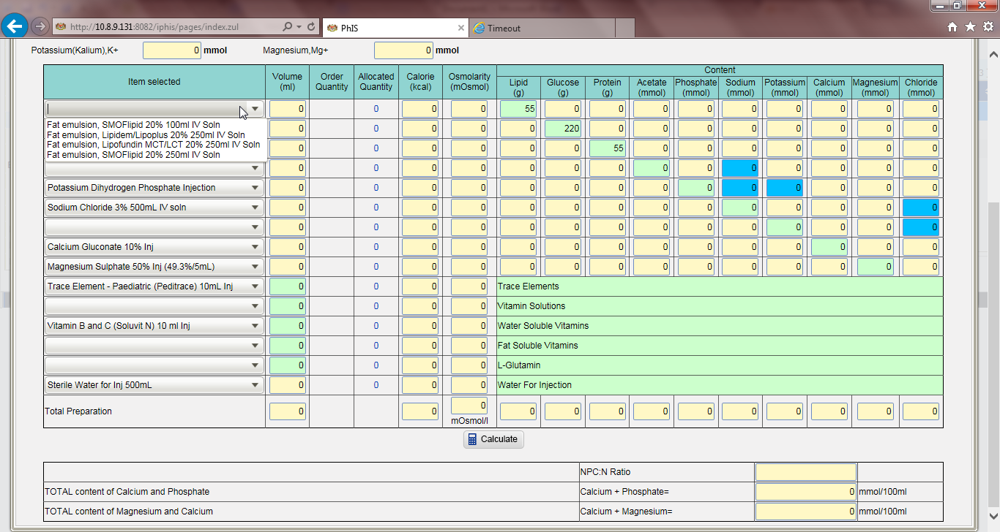 http://10.8.9.131:8082/iphis/pages/index.zul
PhIS
Timeout
Potassium(Kalium),K+ 0 mmol Magnesium,Mg+ 0 mmol
Item selected Volume (ml) Order Quantity Allocated Quantity Calorie (kcal) Osmolarity (mOsmol) Content
Lipid (g) Glucose (g) Protein (g) Acetate (mmol) Phosphate (mmol) Sodium (mmol) Potassium (mmol) Calcium (mmol) Magnesium (mmol) Chloride (mmol)
0 0 0 0 55 0 0 0 0 0 0 0 0 0
Fat emulsion, SMOFlipid 20% 100ml IV Soln
Fat emulsion, Lipidem/Lipoplus 20% 250ml IV Soln
Fat emulsion, Lipofundin MCT/LCT 20% 250ml IV Soln
Fat emulsion, SMOFlipid 20% 250ml IV Soln
0 0 0 0 0 220 0 0 0 0 0 0 0 0
0 0 0 0 0 0 55 0 0 0 0 0 0 0
0 0 0 0 0 0 0 0 0 0 0 0 0 0
Potassium Dihydrogen Phosphate Injection 0 0 0 0 0 0 0 0 0 0 0 0 0 0
Sodium Chloride 3% 500mL IV soln 0 0 0 0 0 0 0 0 0 0 0 0 0 0
0 0 0 0 0 0 0 0 0 0 0 0 0 0
Calcium Gluconate 10% Inj 0 0 0 0 0 0 0 0 0 0 0 0 0 0
Magnesium Sulphate 50% Inj (49.3%/5mL) 0 0 0 0 0 0 0 0 0 0 0 0 0 0
Trace Element - Paediatric (Peditrace) 10mL Inj 0 0 0 0 Trace Elements
0 0 0 0 Vitamin Solutions
Vitamin B and C (Soluvit N) 10 ml Inj 0 0 0 0 Water Soluble Vitamins
0 0 0 0 Fat Soluble Vitamins
0 0 0 0 L-Glutamin
Sterile Water for Inj 500mL 0 0 0 0 Water For Injection
Total Preparation 0 0 0 mOsmol/l 0 0 0 0 0 0 0 0 0 0
Calculate
NPC:N Ratio
TOTAL content of Calcium and Phosphate Calcium + Phosphate= 0 mmol/100ml
TOTAL content of Magnesium and Calcium Calcium + Magnesium= 0 mmol/100ml